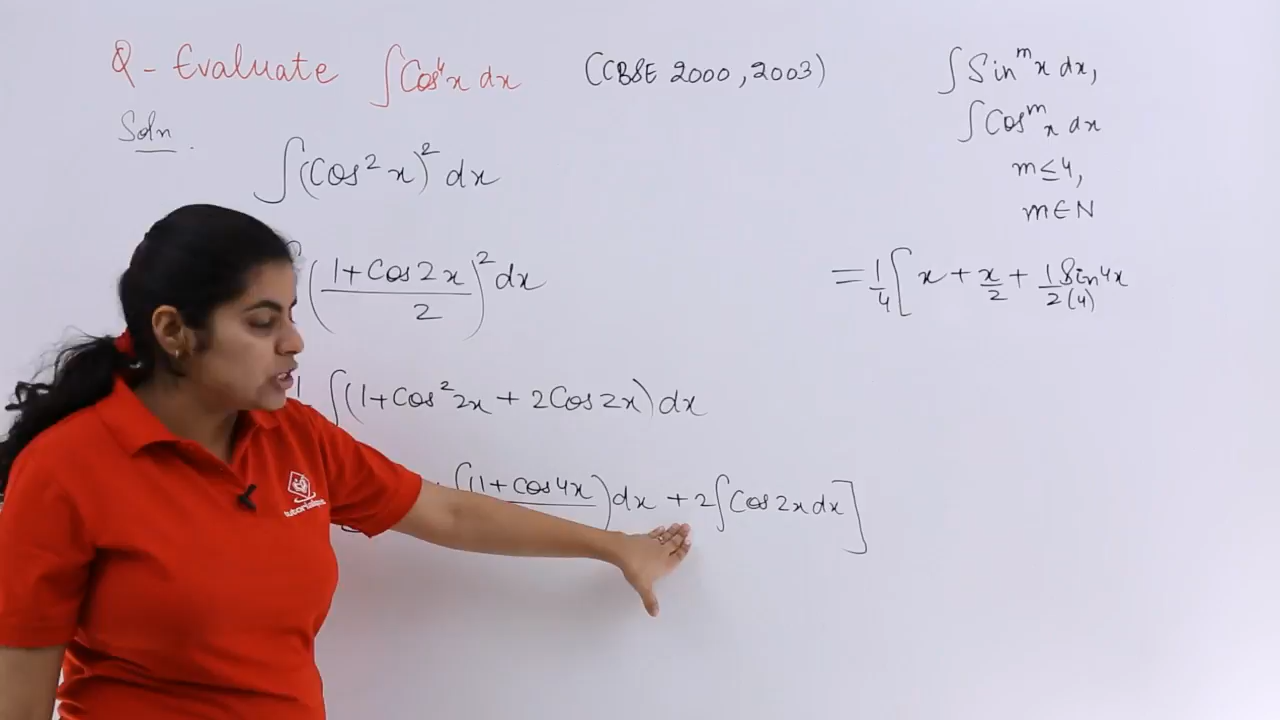 Q - Evaluate ∫Cos⁴x dx (CBSE 2000, 2003)
Soln.
∫(Cos²x)² dx
((1+Cos2x)/2)² dx
∫(1+Cos²2x + 2Cos2x) dx
∫(1+Cos4x) dx + 2∫Cos2x dx]
∫Sinᵐx dx,
∫Cosᵐx dx
m≤4,
m∈N
= 1/4 [x + x/2 + 1 Sin4x/2(4)